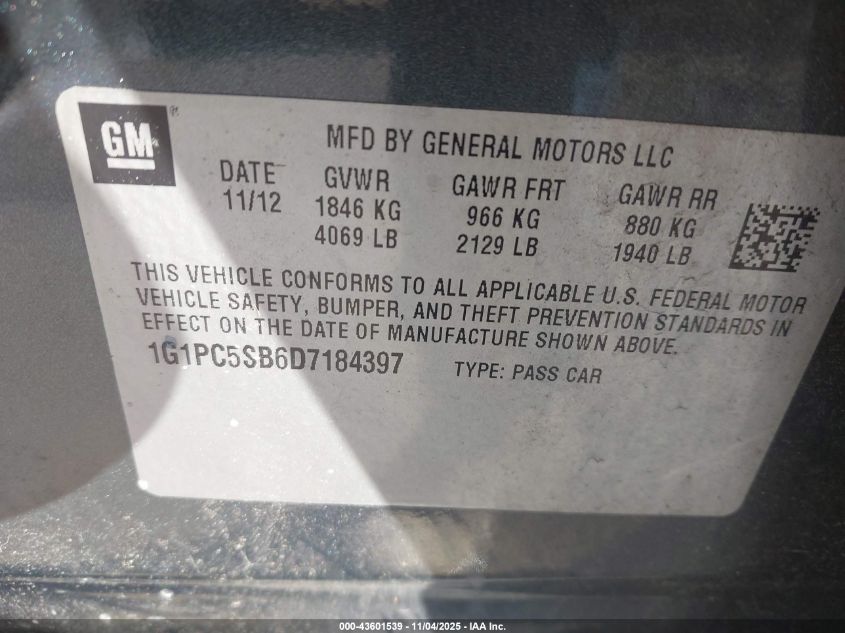 GM®
MFD BY GENERAL MOTORS LLC
DATE GVWR GAWR FRT GAWR RR
11/12 1846 KG 966 KG 880 KG
4069 LB 2129 LB 1940 LB
THIS VEHICLE CONFORMS TO ALL APPLICABLE U.S. FEDERAL MOTOR
VEHICLE SAFETY, BUMPER, AND THEFT PREVENTION STANDARDS IN
EFFECT ON THE DATE OF MANUFACTURE SHOWN ABOVE.
1G1PC5SB6D7184397 TYPE: PASS CAR
000-43601539 - 11/04/2025 - IAA Inc.